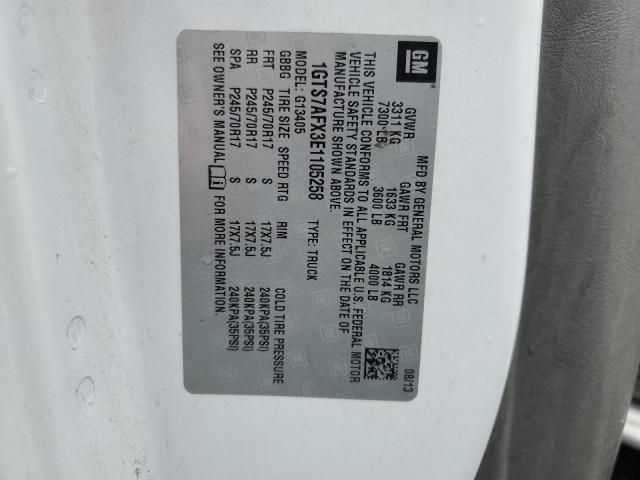 GM
MFD BY GENERAL MOTORS LLC 08/13
GVWR GAWR FRT GAWR RR
3311 KG 1633 KG 1814 KG
7300 LB 3600 LB 4000 LB
THIS VEHICLE CONFORMS TO ALL APPLICABLE U.S. FEDERAL MOTOR
VEHICLE SAFETY STANDARDS IN EFFECT ON THE DATE OF
MANUFACTURE SHOWN ABOVE.
1GTS7AFX3E1105258 TYPE: TRUCK
MODEL: G13405
GBBG TIRE SIZE SPEED RTG RIM COLD TIRE PRESSURE
FRT P245/70R17 S 17X7.5J 240KPA(35PSI)
RR P245/70R17 S 17X7.5J 240KPA(35PSI)
SPA P245/70R17 S 17X7.5J 240KPA(35PSI)
SEE OWNER'S MANUAL FOR MORE INFORMATION.